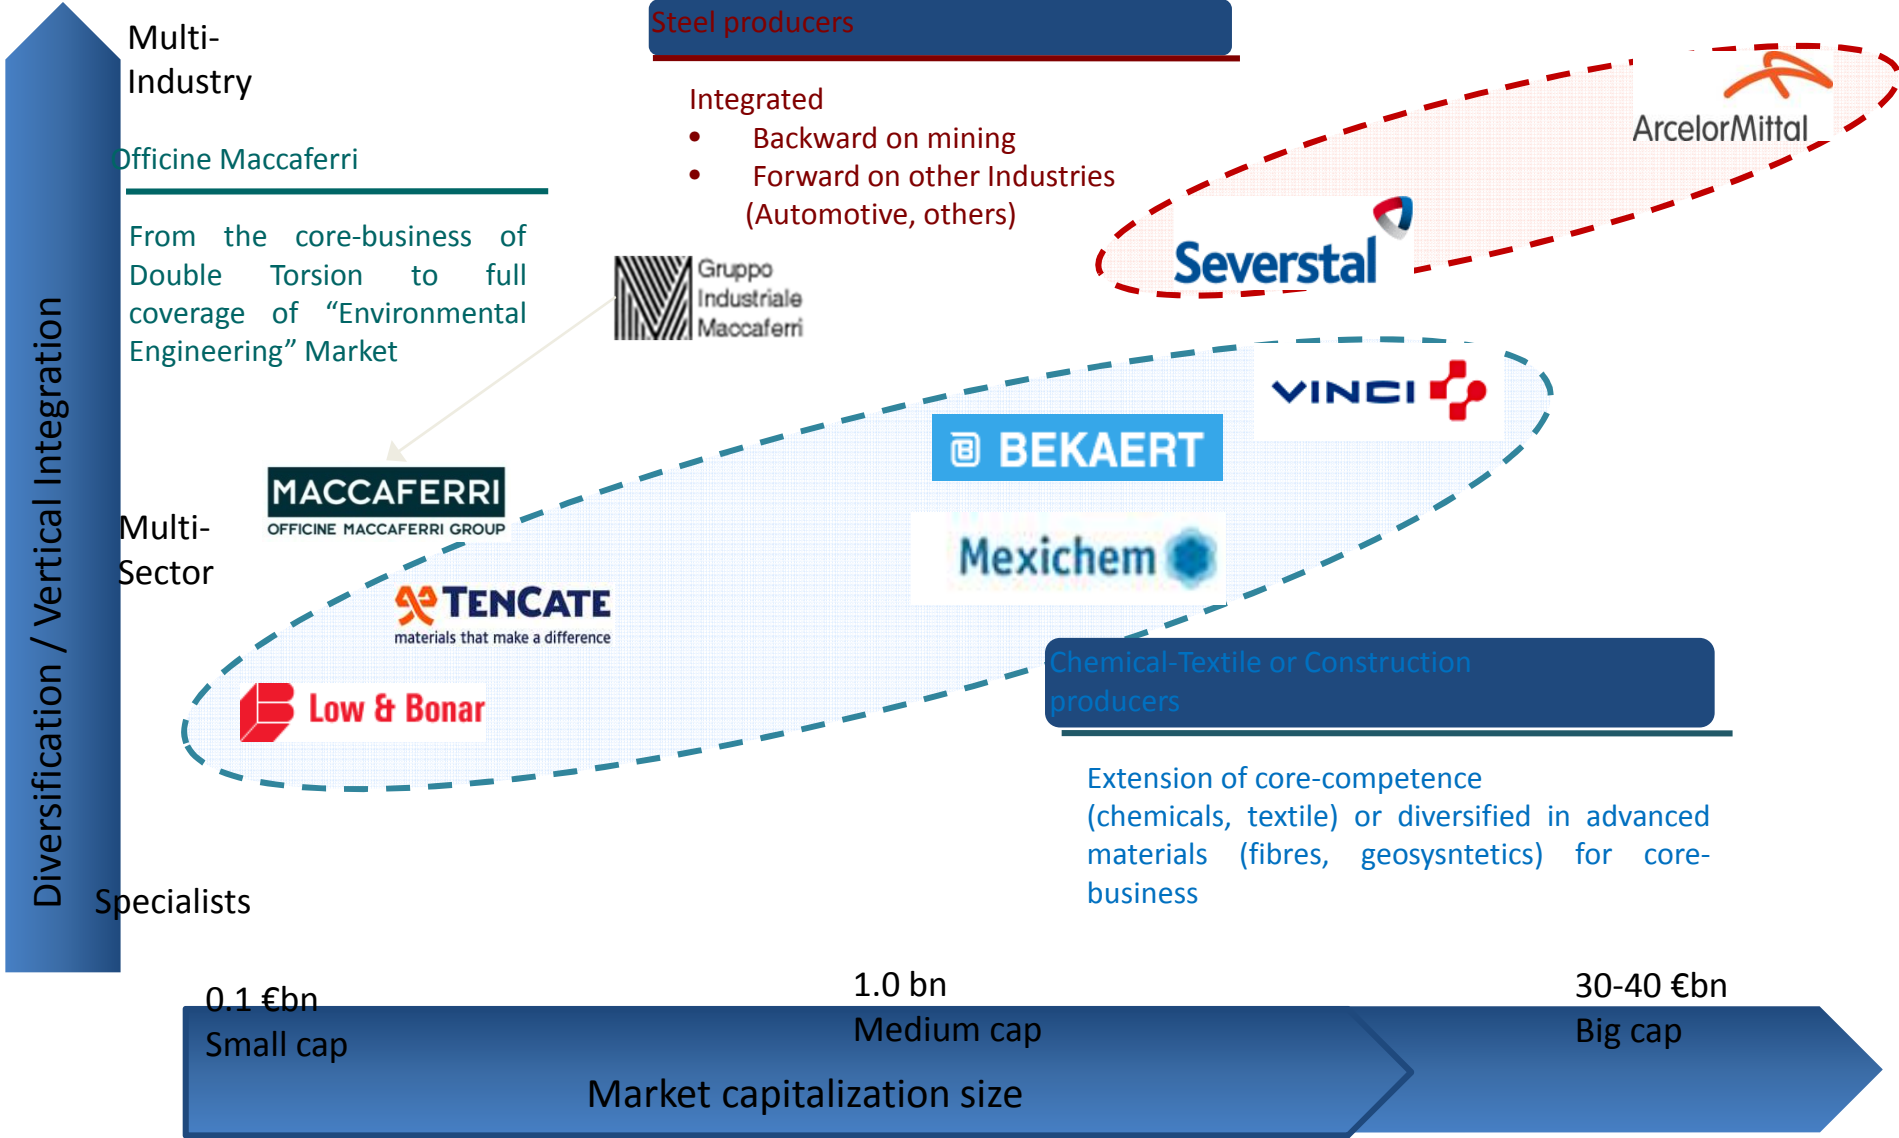 Steel producers
Multi-
Industry
Integrated
• Backward on mining
• Forward on other Industries
(Automotive, others)
ArcelorMittal
Officine Maccaferri
From the core-business of
Double Torsion to full
coverage of “Environmental
Engineering” Market
Gruppo
Industriale
Maccaferri
Severstal
VINCI
BEKAERT
MACCAFERRI
OFFICINE MACCAFERRI GROUP
Multi-
Sector
Mexichem
TENCATE
materials that make a difference
Low & Bonar
Chemical-Textile or Construction
producers
Extension of core-competence
(chemicals, textile) or diversified in advanced
materials (fibres, geosysntetics) for core-
business
Diversification / Vertical Integration
Specialists
0.1 €bn
Small cap
1.0 bn
Medium cap
30-40 €bn
Big cap
Market capitalization size